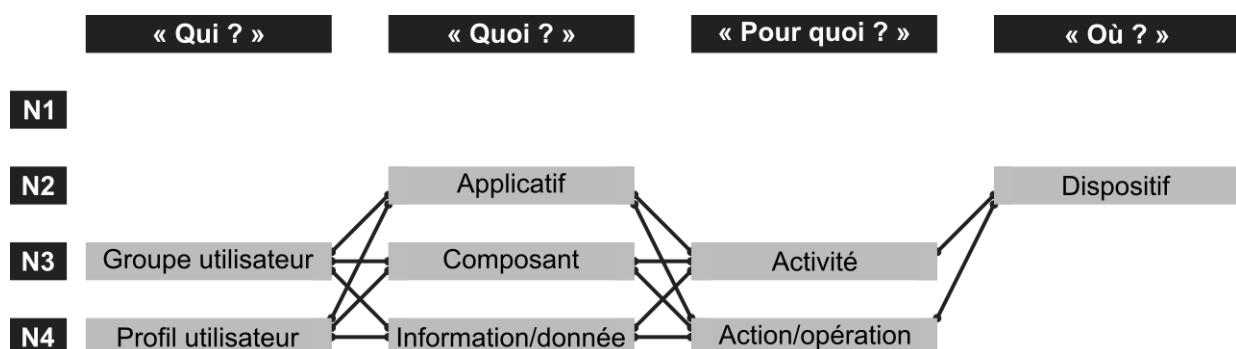 « Qui ? » « Quoi ? » « Pour quoi ? » « Où ? »
N1
N2 Applicatif Dispositif
N3 Groupe utilisateur Composant Activité
N4 Profil utilisateur Information/donnée Action/opération